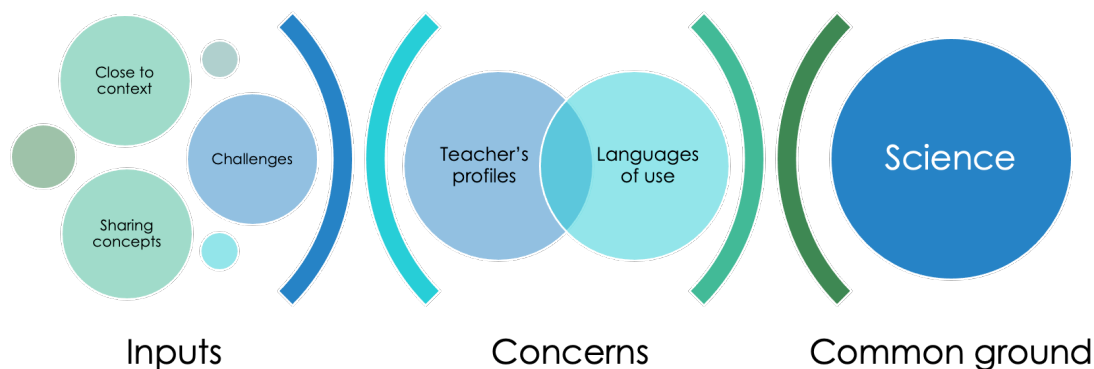 Close to
context
Challenges
Sharing
concepts
Teacher's
profiles
Languages
of use
Science
Inputs
Concerns
Common ground